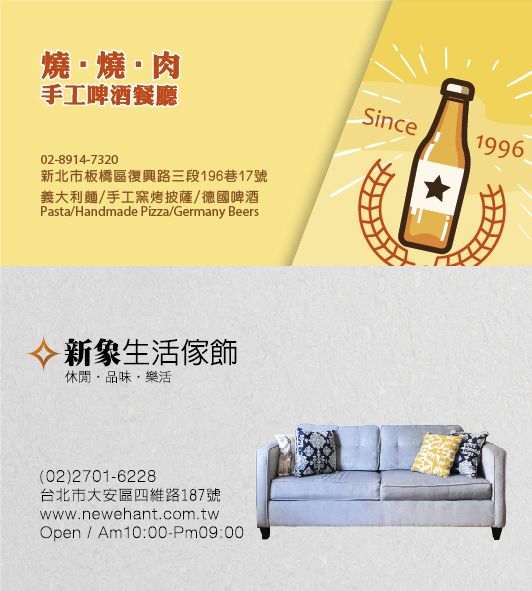 燒·燒·肉
手工啤酒餐廳
02-8914-7320
新北市板橋區復興路三段196巷17號
義大利麵/手工窯烤披薩/德國啤酒
Pasta/Handmade Pizza/Germany Beers
Since 1996
新象生活傢飾
休閒·品味·樂活
(02)2701-6228
台北市大安區四維路187號
www.newehant.com.tw
Open / Am10:00-Pm09:00